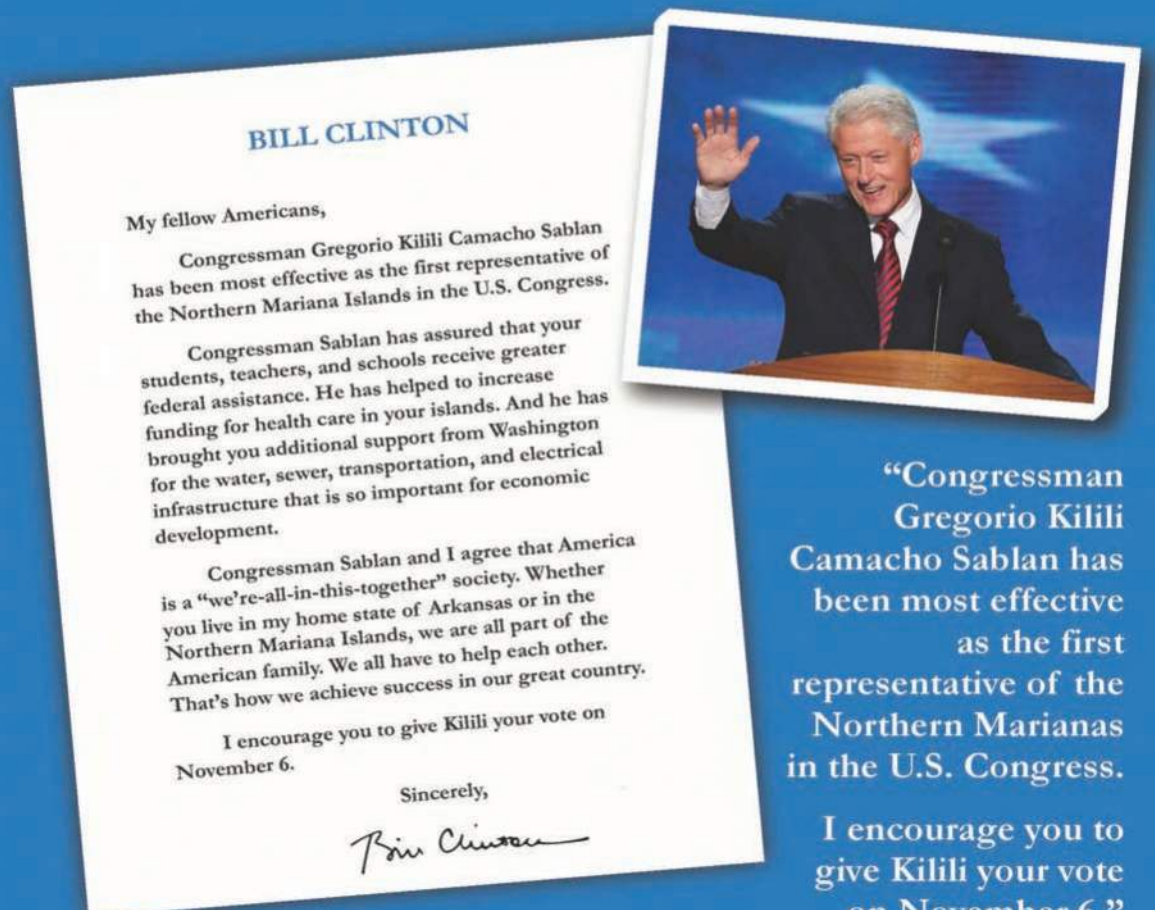 BILL CLINTON
My fellow Americans,
Congressman Gregorio Kilili Camacho Sablan
has been most effective as the first representative of
the Northern Mariana Islands in the U.S. Congress.
Congressman Sablan has assured that your
students, teachers, and schools receive greater
federal assistance. He has helped to increase
funding for health care in your islands. And he has
brought you additional support from Washington
for the water, sewer, transportation, and electrical
infrastructure that is so important for economic
development.
Congressman Sablan and I agree that America
is a “we’re-all-in-this-together” society. Whether
you live in my home state of Arkansas or in the
Northern Mariana Islands, we are all part of the
American family. We all have to help each other.
That’s how we achieve success in our great country.
I encourage you to give Kilili your vote on
November 6.
Sincerely,
Bill Clinton
“Congressman
Gregorio Kilili
Camacho Sablan has
been most effective
as the first
representative of the
Northern Marianas
in the U.S. Congress.
I encourage you to
give Kilili your vote
on November 6.”